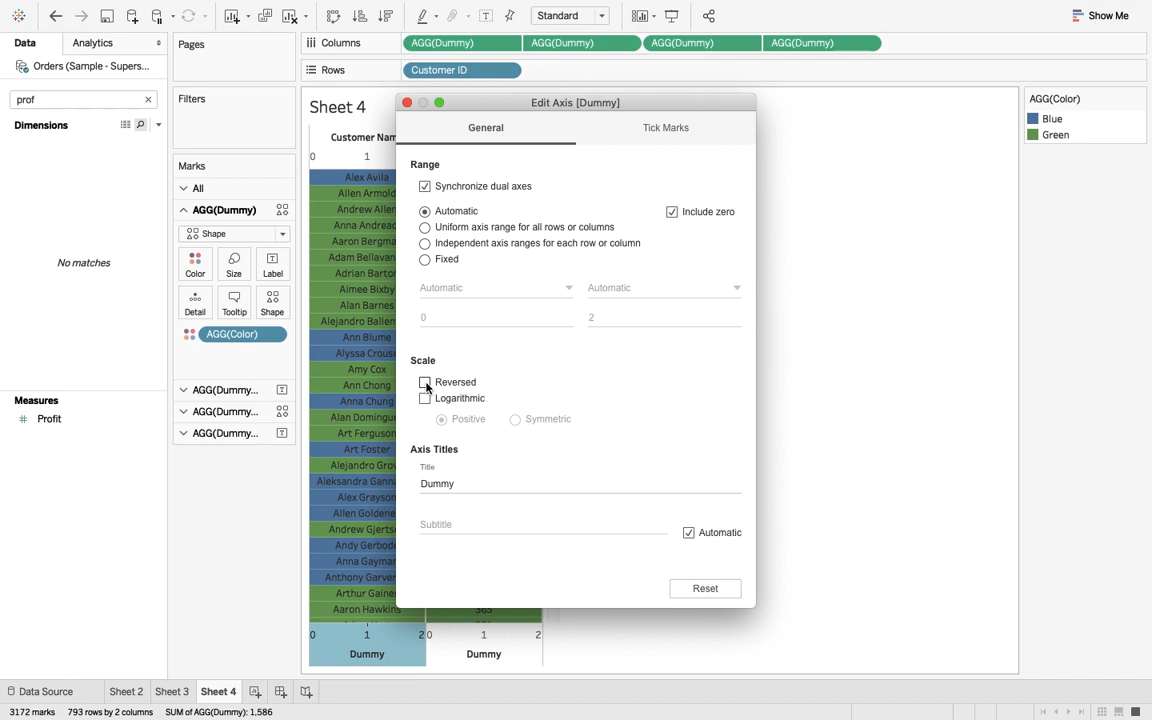 Standard
Show Me
Data
Analytics
Pages
Columns
AGG(Dummy)
AGG(Dummy)
AGG(Dummy)
AGG(Dummy)
Orders (Sample - Supers...
Rows
Customer ID
prof
Filters
Dimensions
No matches
Measures
Profit
Marks
All
AGG(Dummy)
Shape
Color
Size
Label
Detail
Tooltip
Shape
AGG(Color)
AGG(Dummy...
AGG(Dummy...
AGG(Dummy...
Sheet 4
Customer Nam
0 1
Alex Avila
Allen Arnold
Andrew Allen
Anna Andread
Aaron Bergma
Adam Bellavan
Adrian Barton
Aimee Bixby
Alan Barnes
Alejandro Ballen
Ann Blume
Alyssa Crous
Amy Cox
Ann Chong
Anna Chung
Alan Domingu
Art Ferguson
Art Foster
Alejandro Grov
Aleksandra Gann
Alex Grayson
Allen Goldene
Andrew Gjerts
Andy Gerbod
Anna Gayman
Anthony Garver
Arthur Gaine
Aaron Hawkins
363
0 1 2 0 1 2
Dummy
Dummy
Edit Axis [Dummy]
General
Tick Marks
Range
Synchronize dual axes
Automatic
Include zero
Uniform axis range for all rows or columns
Independent axis ranges for each row or column
Fixed
Automatic
Automatic
0
2
Scale
Reversed
Logarithmic
Positive
Symmetric
Axis Titles
Title
Dummy
Subtitle
Automatic
Reset
AGG(Color)
Blue
Green
Data Source
Sheet 2
Sheet 3
Sheet 4
3172 marks
793 rows by 2 columns
SUM of AGG(Dummy): 1,586